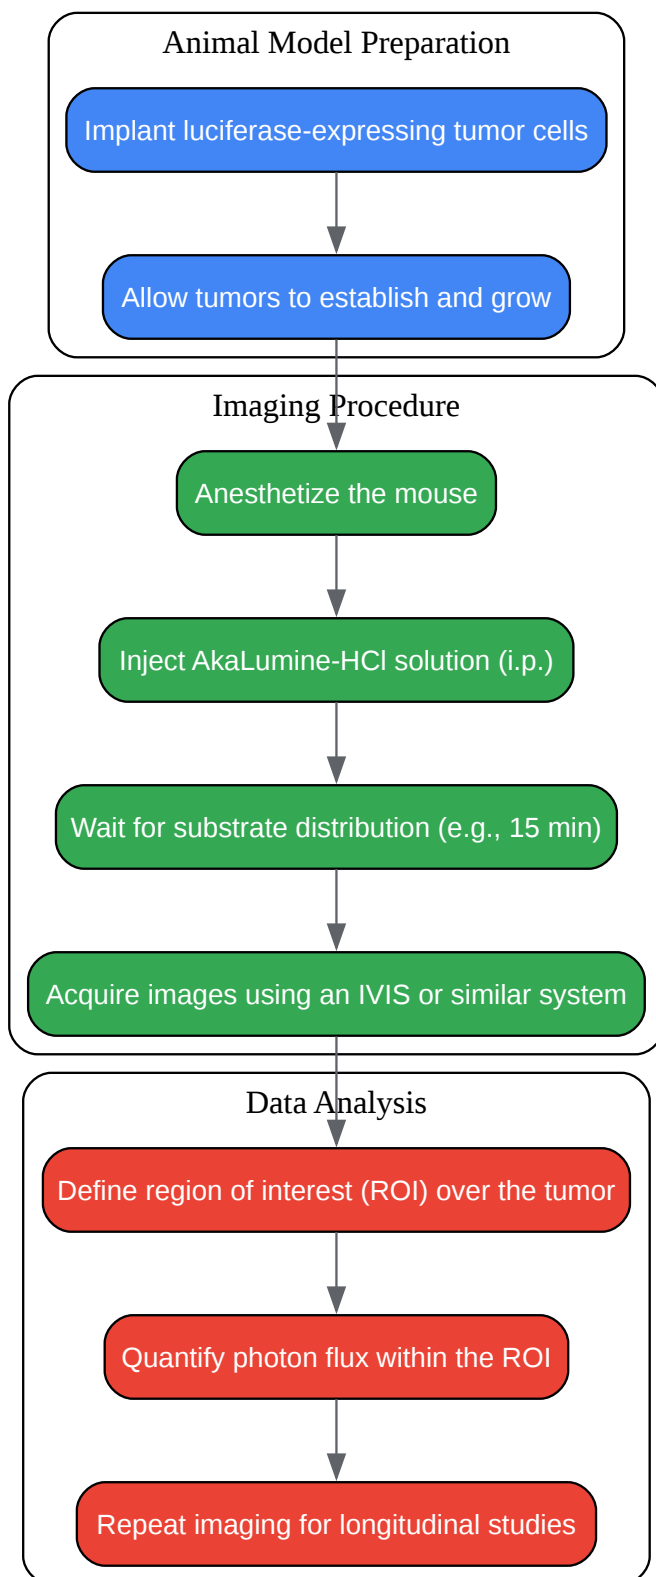 Animal Model Preparation
Implant luciferase-expressing tumor cells
Allow tumors to establish and grow
Imaging Procedure
Anesthetize the mouse
Inject AkaLumine-HCl solution (i.p.)
Wait for substrate distribution (e.g., 15 min)
Acquire images using an IVIS or similar system
Data Analysis
Define region of interest (ROI) over the tumor
Quantify photon flux within the ROI
Repeat imaging for longitudinal studies